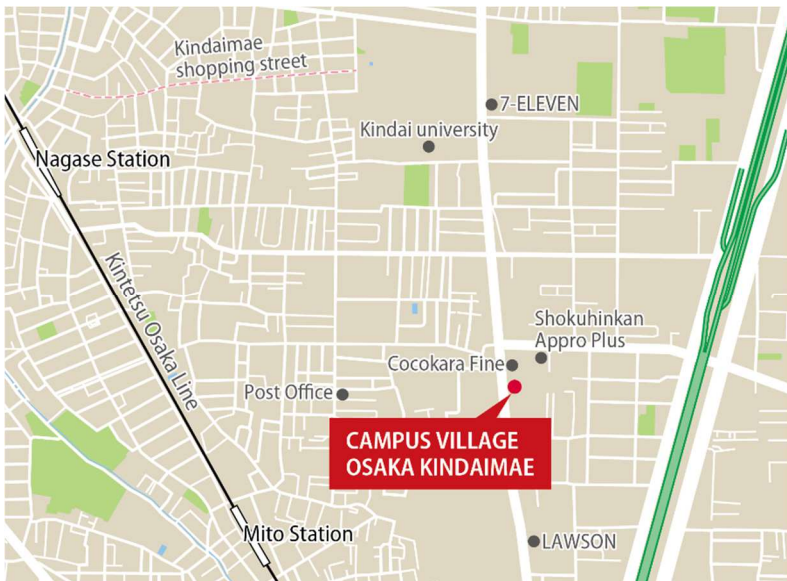 Kindaimae
shopping street
7-ELEVEN
Kindai university
Nagase Station
Kintetsu Osaka Line
Shokuhinkan
Appro Plus
Cocokara Fine
Post Office
CAMPUS VILLAGE
OSAKA KINDAIMAE
Mito Station
LAWSON